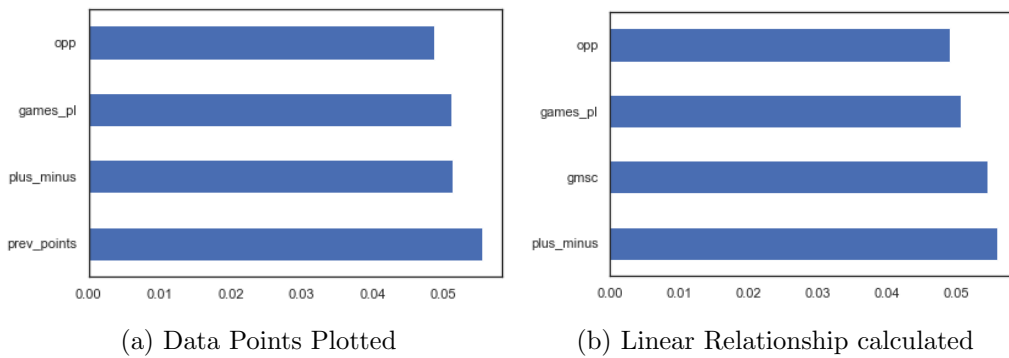 opp
games_pl
plus_minus
prev_points
0.00 0.01 0.02 0.03 0.04 0.05
(a) Data Points Plotted
opp
games_pl
gmsc
plus_minus
0.00 0.01 0.02 0.03 0.04 0.05
(b) Linear Relationship calculated